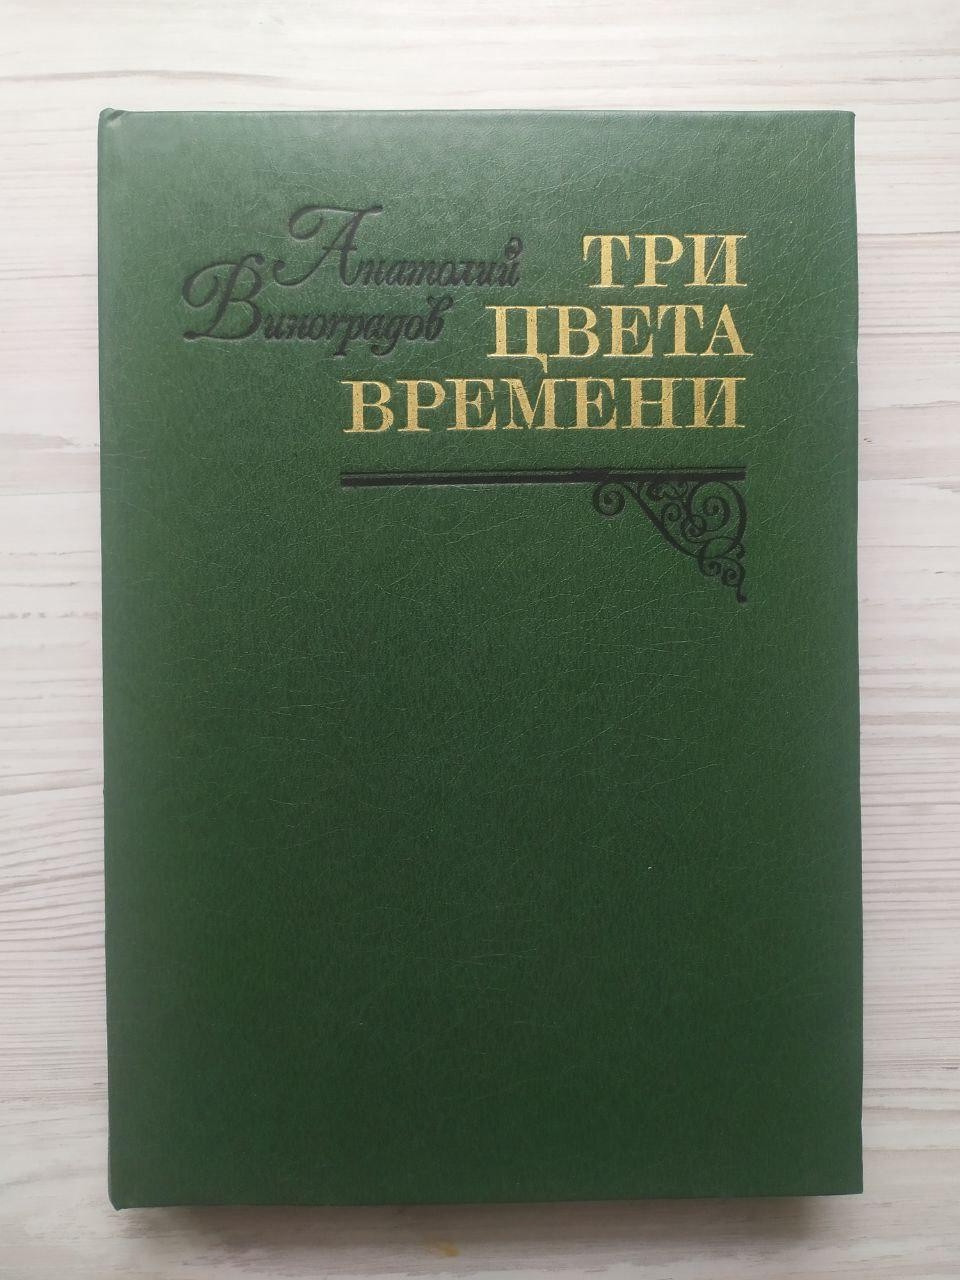 Анатолий
Виноградов
ТРИ
ЦВЕТА
ВРЕМЕНИ